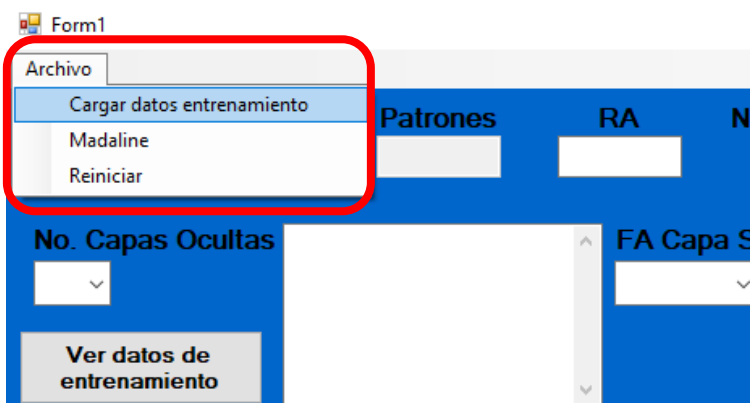 Form1
Archivo
Cargar datos entrenamiento
Madaline
Reiniciar
Patrones RA N
No. Capas Ocultas FA Capa S
Ver datos de
entrenamiento